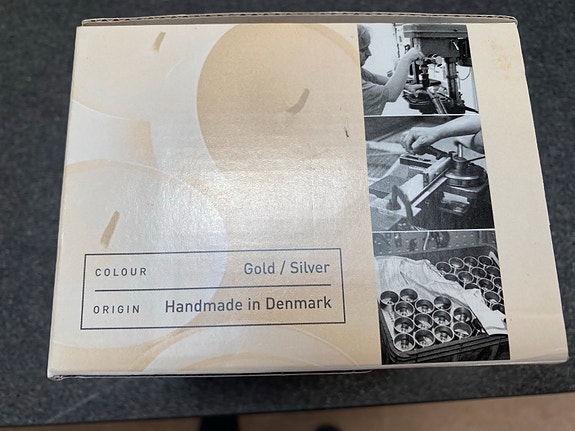 COLOUR Gold / Silver
ORIGIN Handmade in Denmark